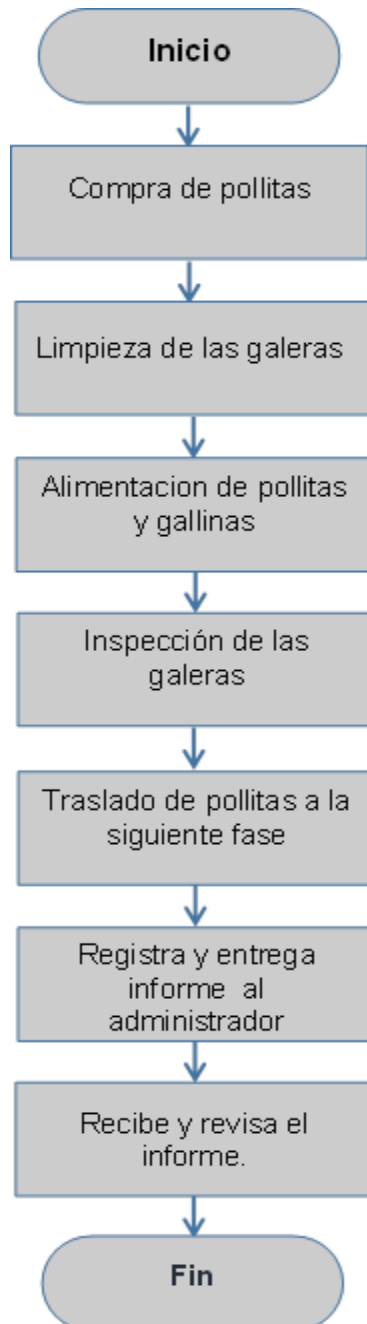 Inicio
Compra de pollitas
Limpieza de las galeras
Alimentacion de pollitas
y gallinas
Inspección de las
galeras
Traslado de pollitas a la
siguiente fase
Registra y entrega
informe al
administrador
Recibe y revisa el
informe.
Fin